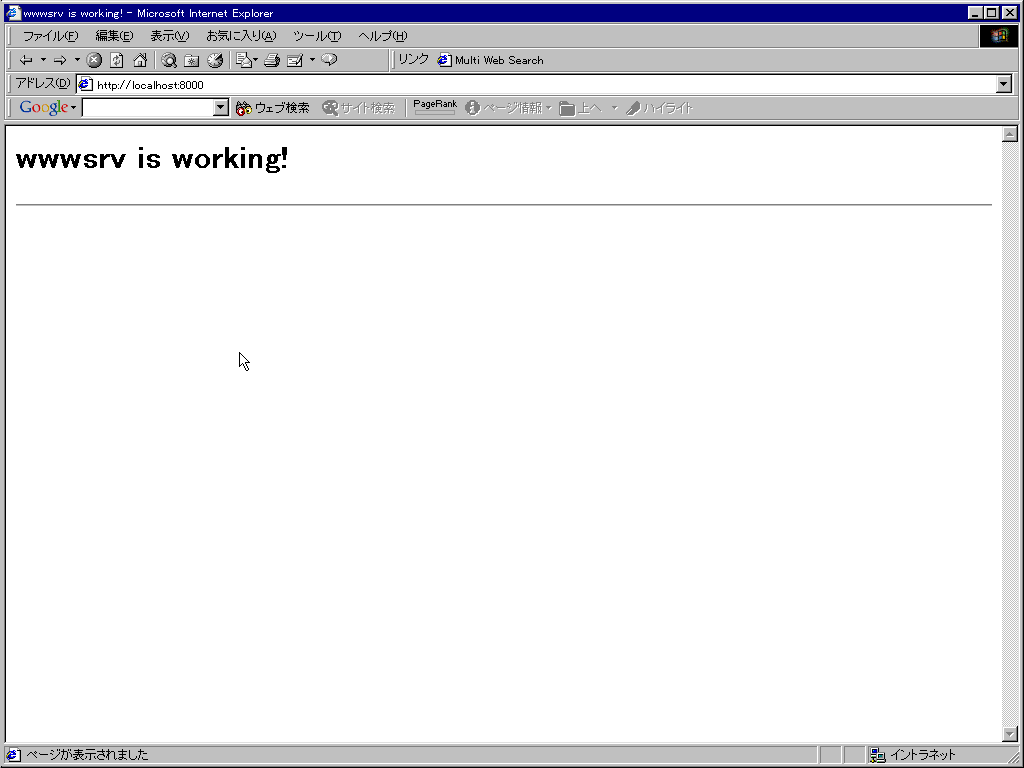 wwwsrv is working! - Microsoft Internet Explorer
ファイル(F) 編集(E) 表示(V) お気に入り(A) ツール(T) ヘルプ(H)
リンク Multi Web Search
アドレス(D) http://localhost:8000
Google ウェブ検索 サイト検索 PageRank ページ情報 上へ ハイライト
wwwsrv is working!
ページが表示されました イントラネット